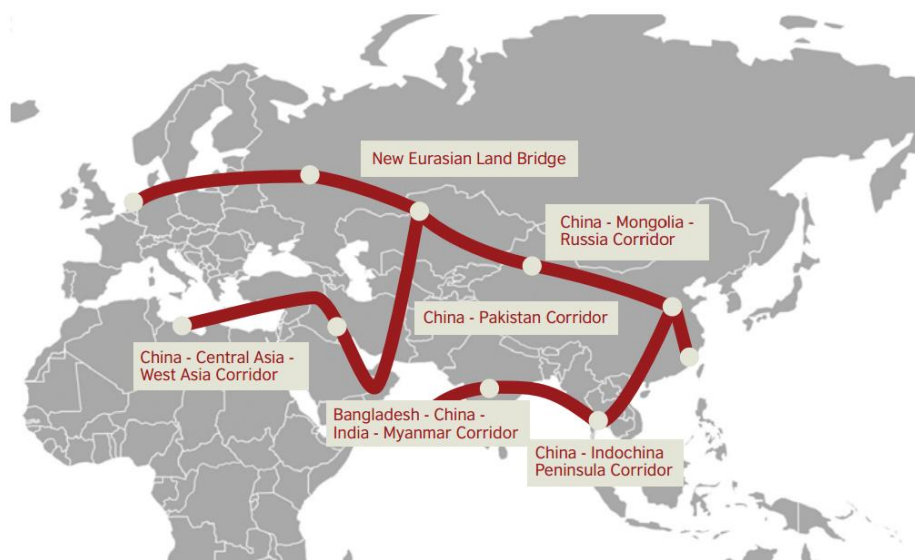 New Eurasian Land Bridge
China - Mongolia -
Russia Corridor
China - Pakistan Corridor
China - Central Asia -
West Asia Corridor
Bangladesh - China -
India - Myanmar Corridor
China - Indochina
Peninsula Corridor